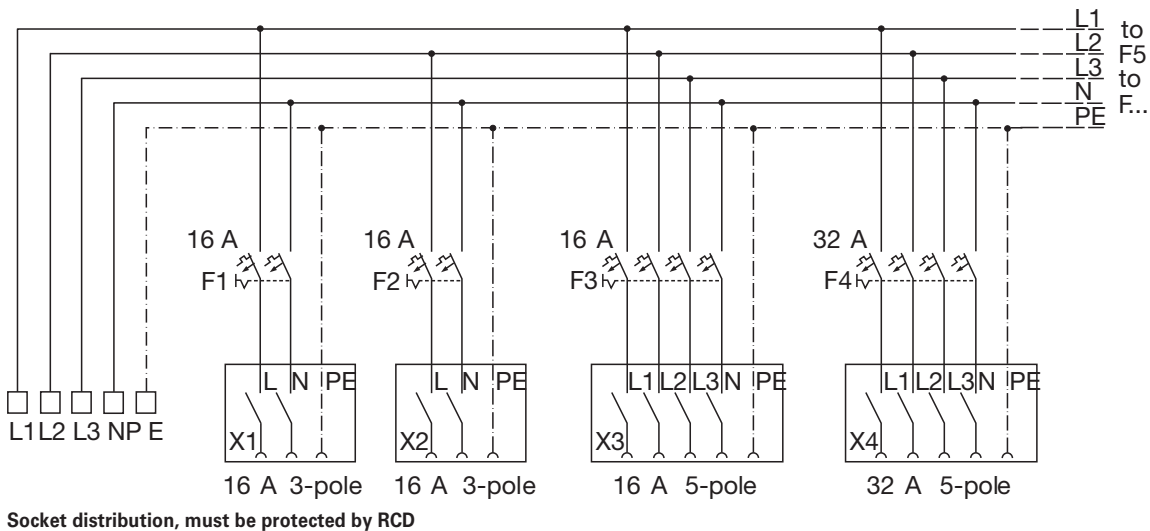 L1 to
L2 F5
L3 to
N F...
PE
16 A 16 A 16 A 32 A
F1 F2 F3 F4
L N PE L N PE L1 L2 L3 N PE L1 L2 L3 N PE
X1 X2 X3 X4
L1 L2 L3 NP E
16 A 3-pole 16 A 3-pole 16 A 5-pole 32 A 5-pole
Socket distribution, must be protected by RCD